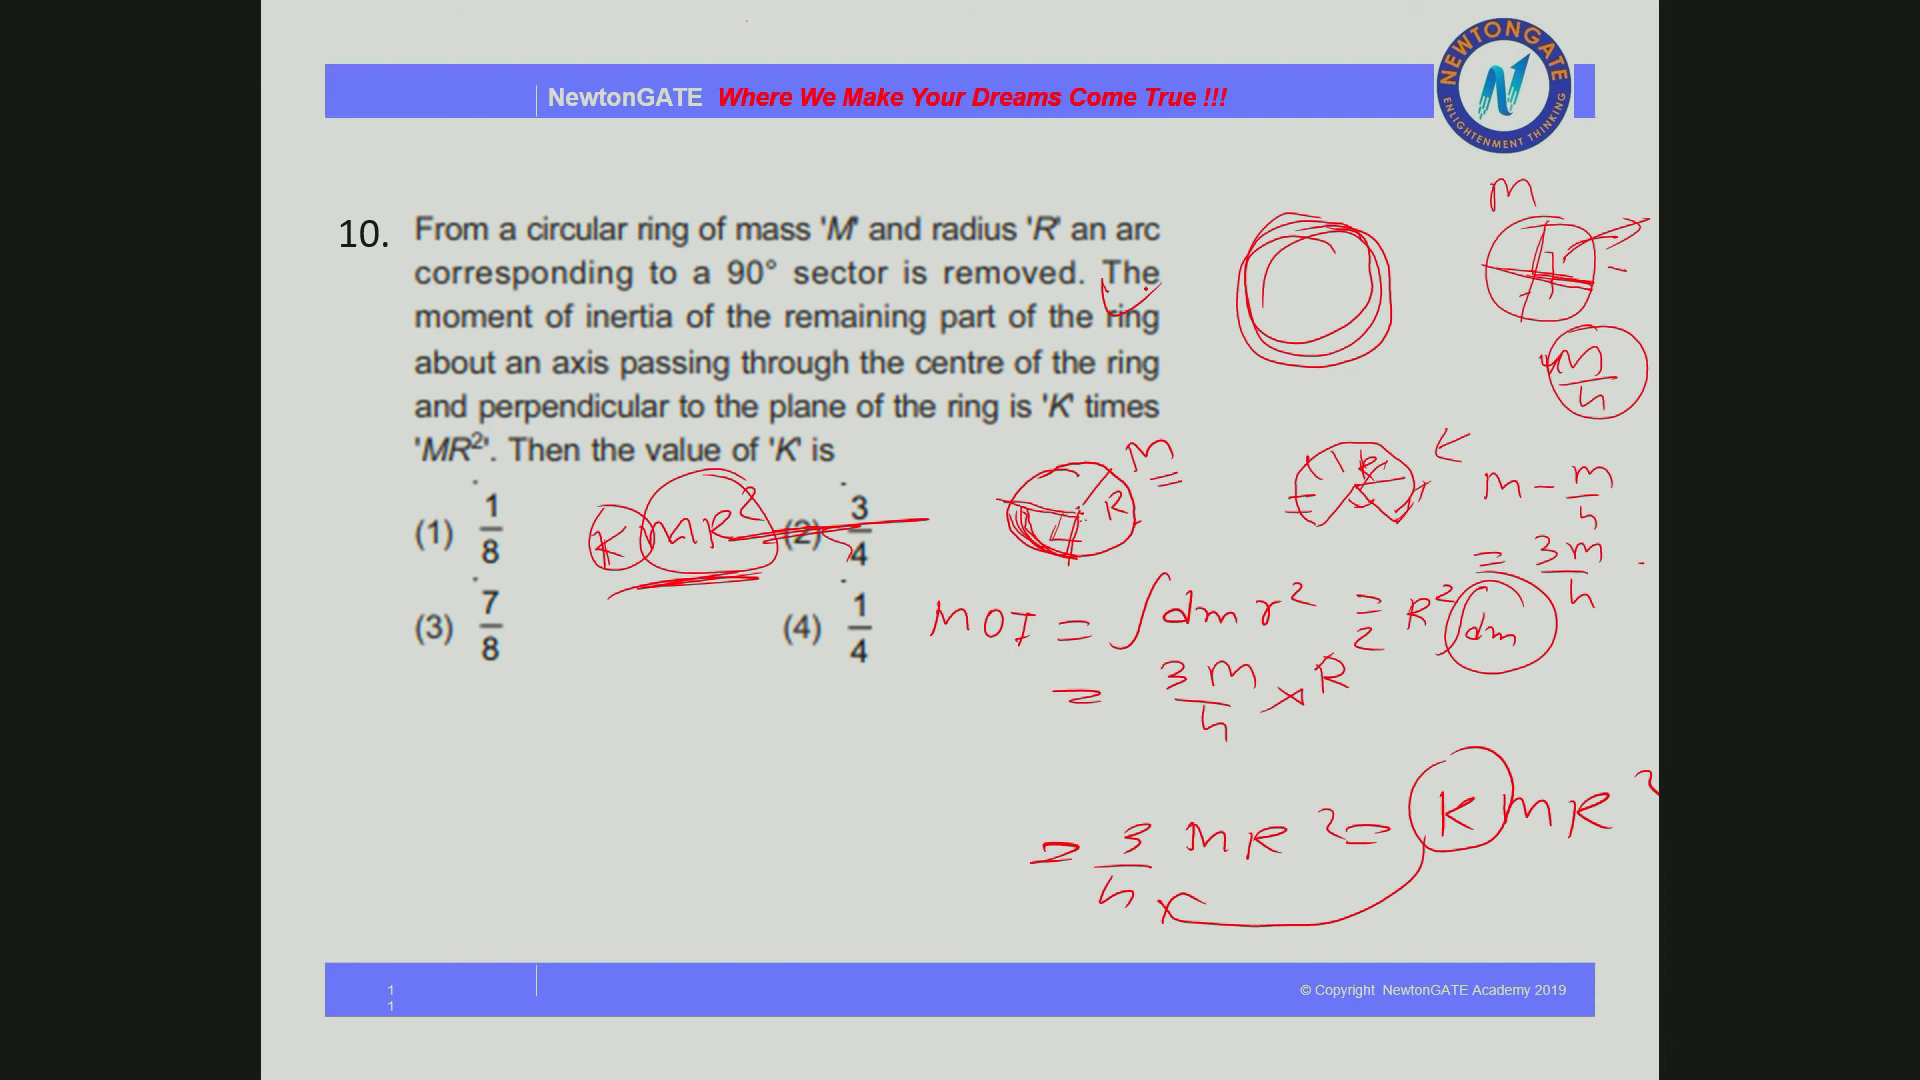 NEWTONGATE
ENLIGHTENMENT THINKING
NewtonGATE Where We Make Your Dreams Come True !!!
10. From a circular ring of mass 'M' and radius 'R' an arc
corresponding to a 90° sector is removed. The
moment of inertia of the remaining part of the ring
about an axis passing through the centre of the ring
and perpendicular to the plane of the ring is 'K' times
'MR²'. Then the value of 'K' is
(1) 1/8
(2) 3/4
(3) 7/8
(4) 1/4
KMR²
M
M/4
M
R
R
M - M/4
= 3M/4
MOI = ∫dm r² = R²∫dm
= 3M/4 × R²
= 3/4 MR² = KMR²
11
© Copyright NewtonGATE Academy 2019